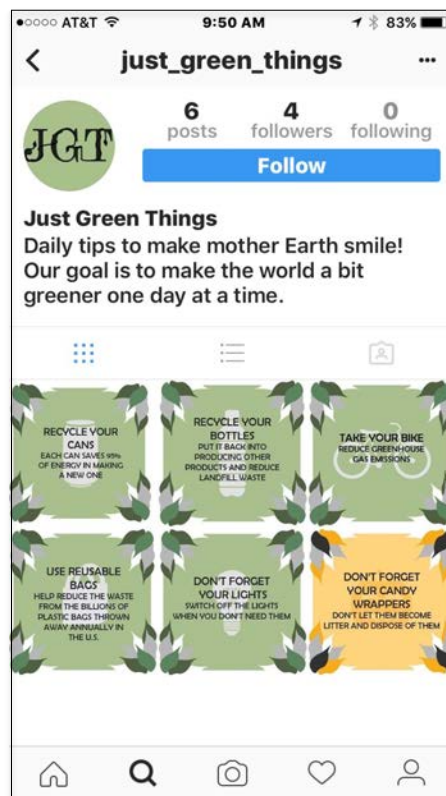 AT&T 9:50 AM 83%
just_green_things
JGT
6 4 0
posts followers following
Follow
Just Green Things
Daily tips to make mother Earth smile!
Our goal is to make the world a bit
greener one day at a time.
RECYCLE YOUR
CANS
EACH CAN SAVES 95%
OF ENERGY IN MAKING
A NEW ONE
RECYCLE YOUR
BOTTLES
PUT IT BACK INTO
PRODUCING OTHER
PRODUCTS AND REDUCE
LANDFILL WASTE
TAKE YOUR BIKE
REDUCE GREENHOUSE
GAS EMISSIONS
USE REUSABLE
BAGS
HELP REDUCE THE WASTE
FROM THE BILLIONS OF
PLASTIC BAGS THROWN
AWAY ANNUALLY IN
THE U.S.
DON'T FORGET
YOUR LIGHTS
SWITCH OFF THE LIGHTS
WHEN YOU DON'T NEED THEM
DON'T FORGET
YOUR CANDY
WRAPPERS
DON'T LET THEM BECOME
LITTER AND DISPOSE OF THEM